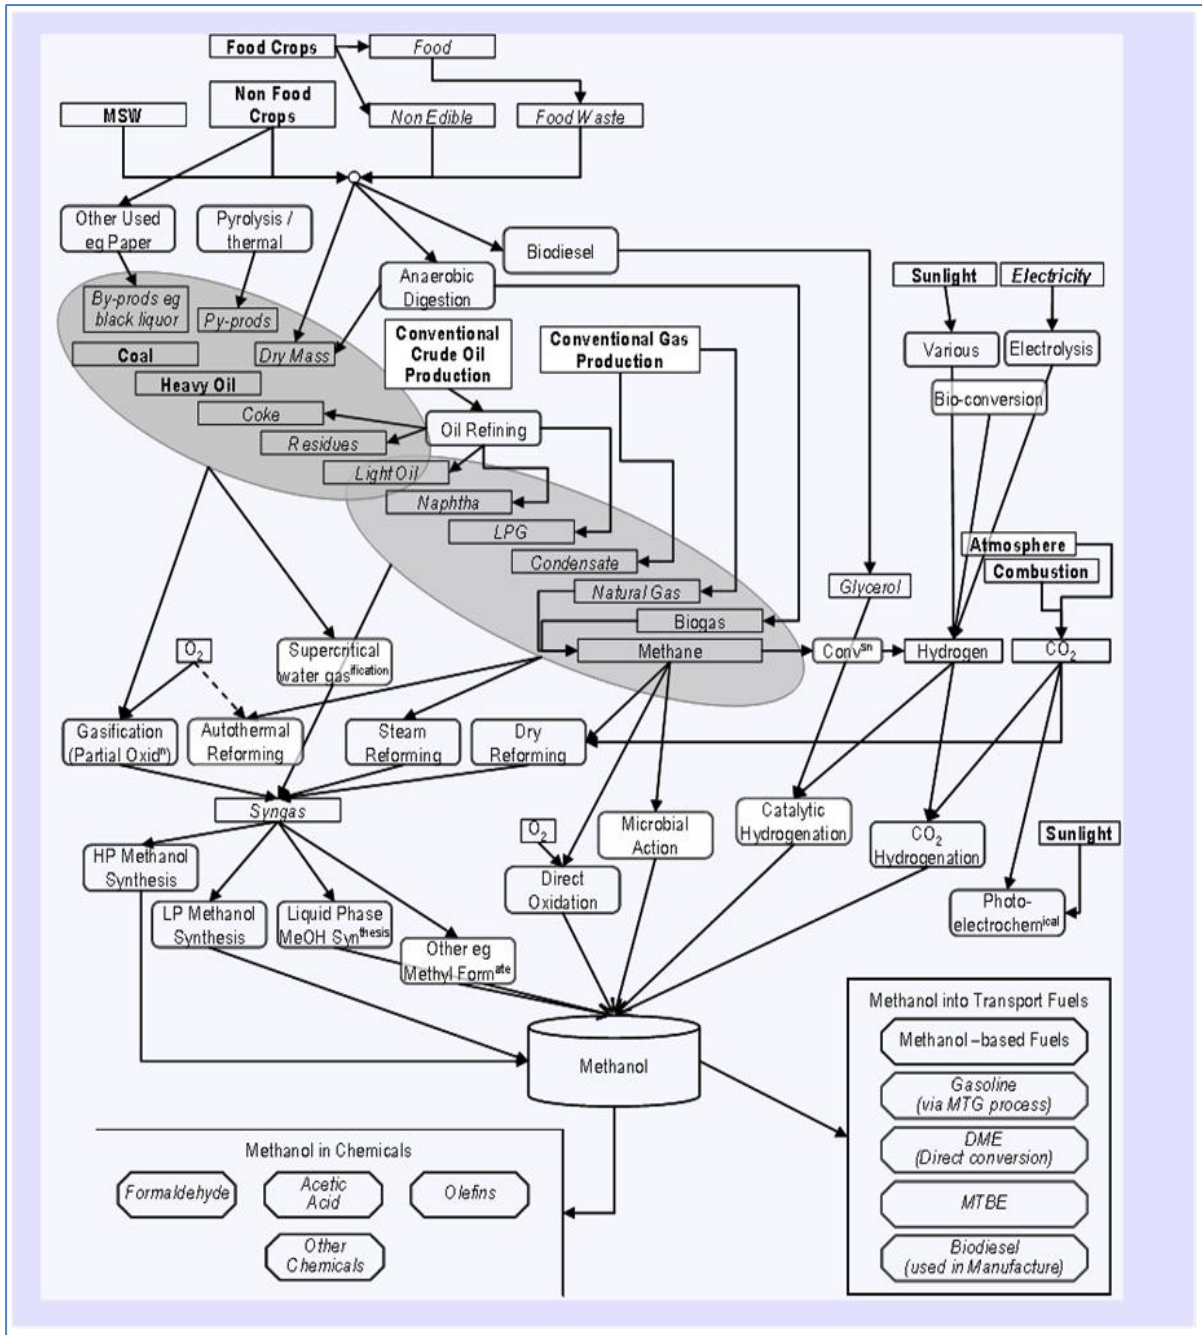 Food Crops
Food
Non Food
Crops
MSW
Non Edible
Food Waste
Other Used
eg Paper
Pyrolysis /
thermal
Biodiesel
Anaerobic
Digestion
Sunlight
Electricity
By-prods eg
black liquor
Py-prods
Conventional
Crude Oil
Production
Conventional Gas
Production
Coal
Dry Mass
Various
Electrolysis
Heavy Oil
Bio-conversion
Coke
Oil Refining
Residues
Light Oil
Naphtha
LPG
Condensate
Atmosphere
Combustion
Natural Gas
Glycerol
Biogas
O2
Supercritical
water gasification
Methane
Convsn
Hydrogen
CO2
Gasification
(Partial Oxidn)
Autothermal
Reforming
Steam
Reforming
Dry
Reforming
Syngas
O2
Microbial
Action
Catalytic
Hydrogenation
CO2
Hydrogenation
Sunlight
HP Methanol
Synthesis
Direct
Oxidation
LP Methanol
Synthesis
Liquid Phase
MeOH Synthesis
Photo-
electrochemical
Other eg
Methyl Formate
Methanol into Transport Fuels
Methanol –based Fuels
Methanol
Gasoline
(via MTG process)
DME
(Direct conversion)
Methanol in Chemicals
Formaldehyde
Acetic
Acid
Olefins
MTBE
Other
Chemicals
Biodiesel
(used in Manufacture)